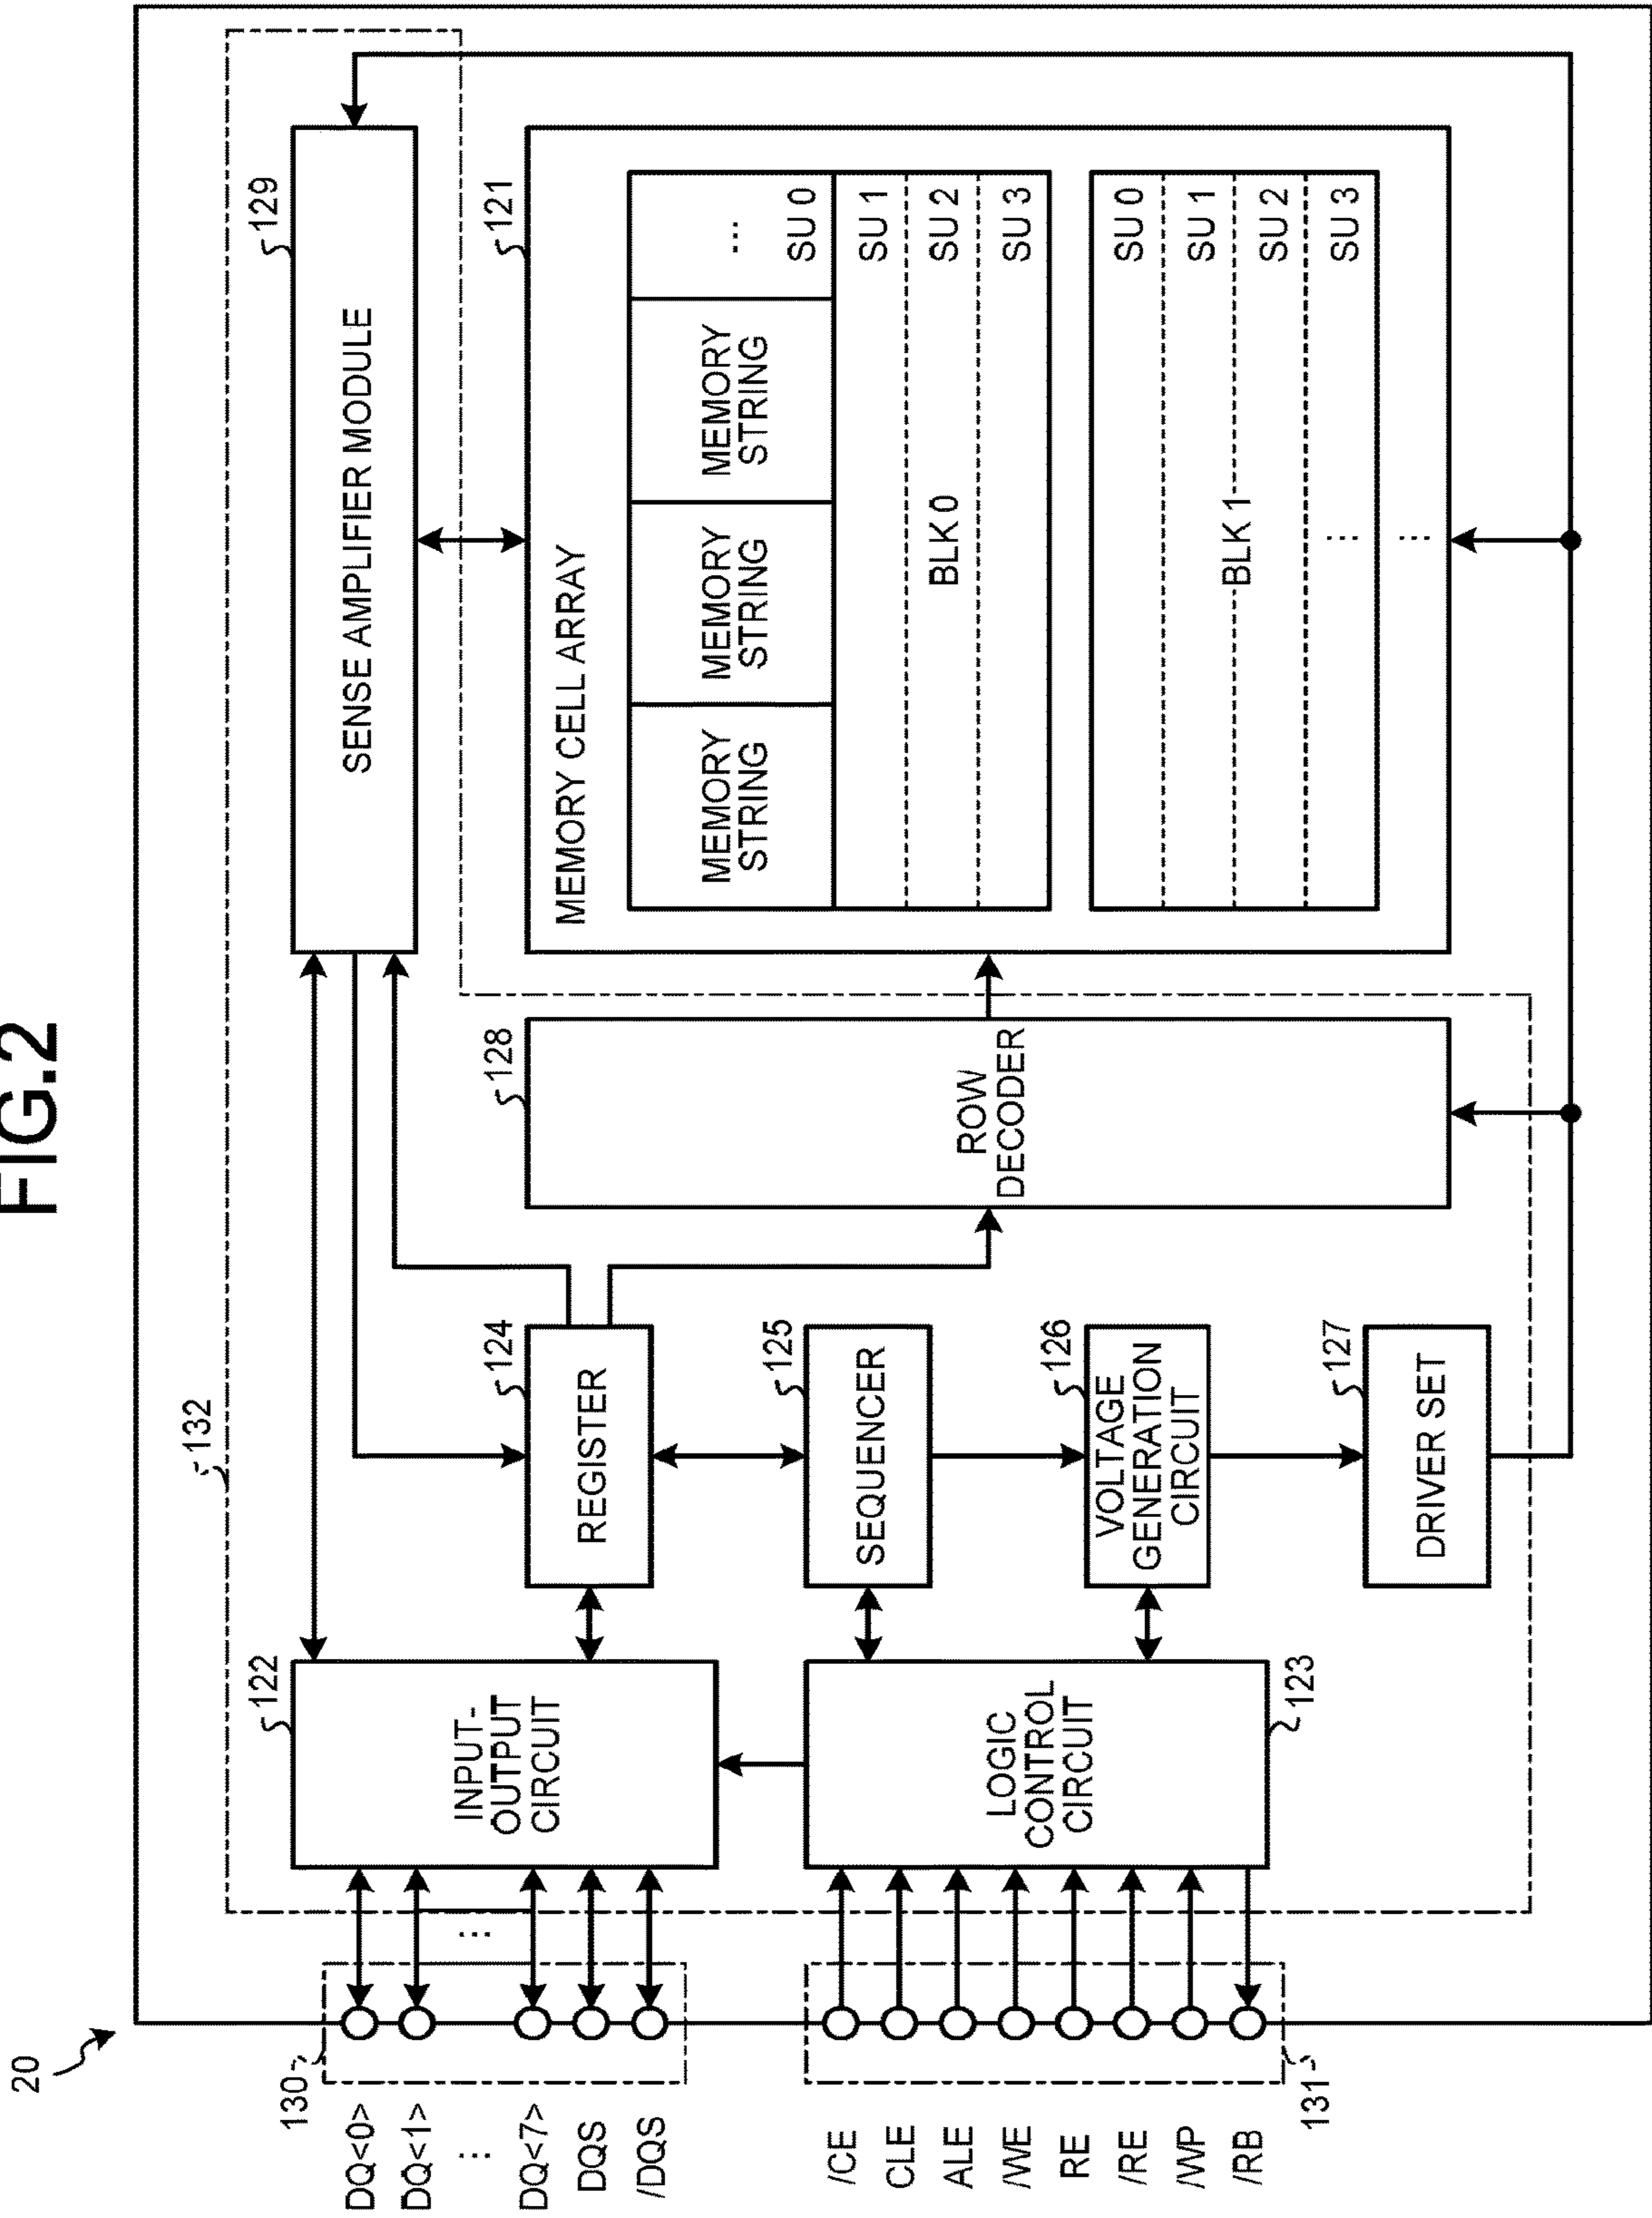 FIG.2
20
132
130
DQ<0>
DQ<1>
⋮
DQ<7>
DQS
/DQS
...
131
/CE
CLE
ALE
/WE
RE
/RE
/WP
/RB
122
INPUT-
OUTPUT
CIRCUIT
123
LOGIC
CONTROL
CIRCUIT
124
REGISTER
125
SEQUENCER
126
VOLTAGE
GENERATION
CIRCUIT
127
DRIVER SET
128
ROW
DECODER
129
SENSE AMPLIFIER MODULE
121
MEMORY CELL ARRAY
MEMORY
STRING
MEMORY
STRING
MEMORY
STRING
...
SU 0
SU 1
BLK 0
SU 2
SU 3
SU 0
SU 1
BLK 1
SU 2
SU 3
...
...